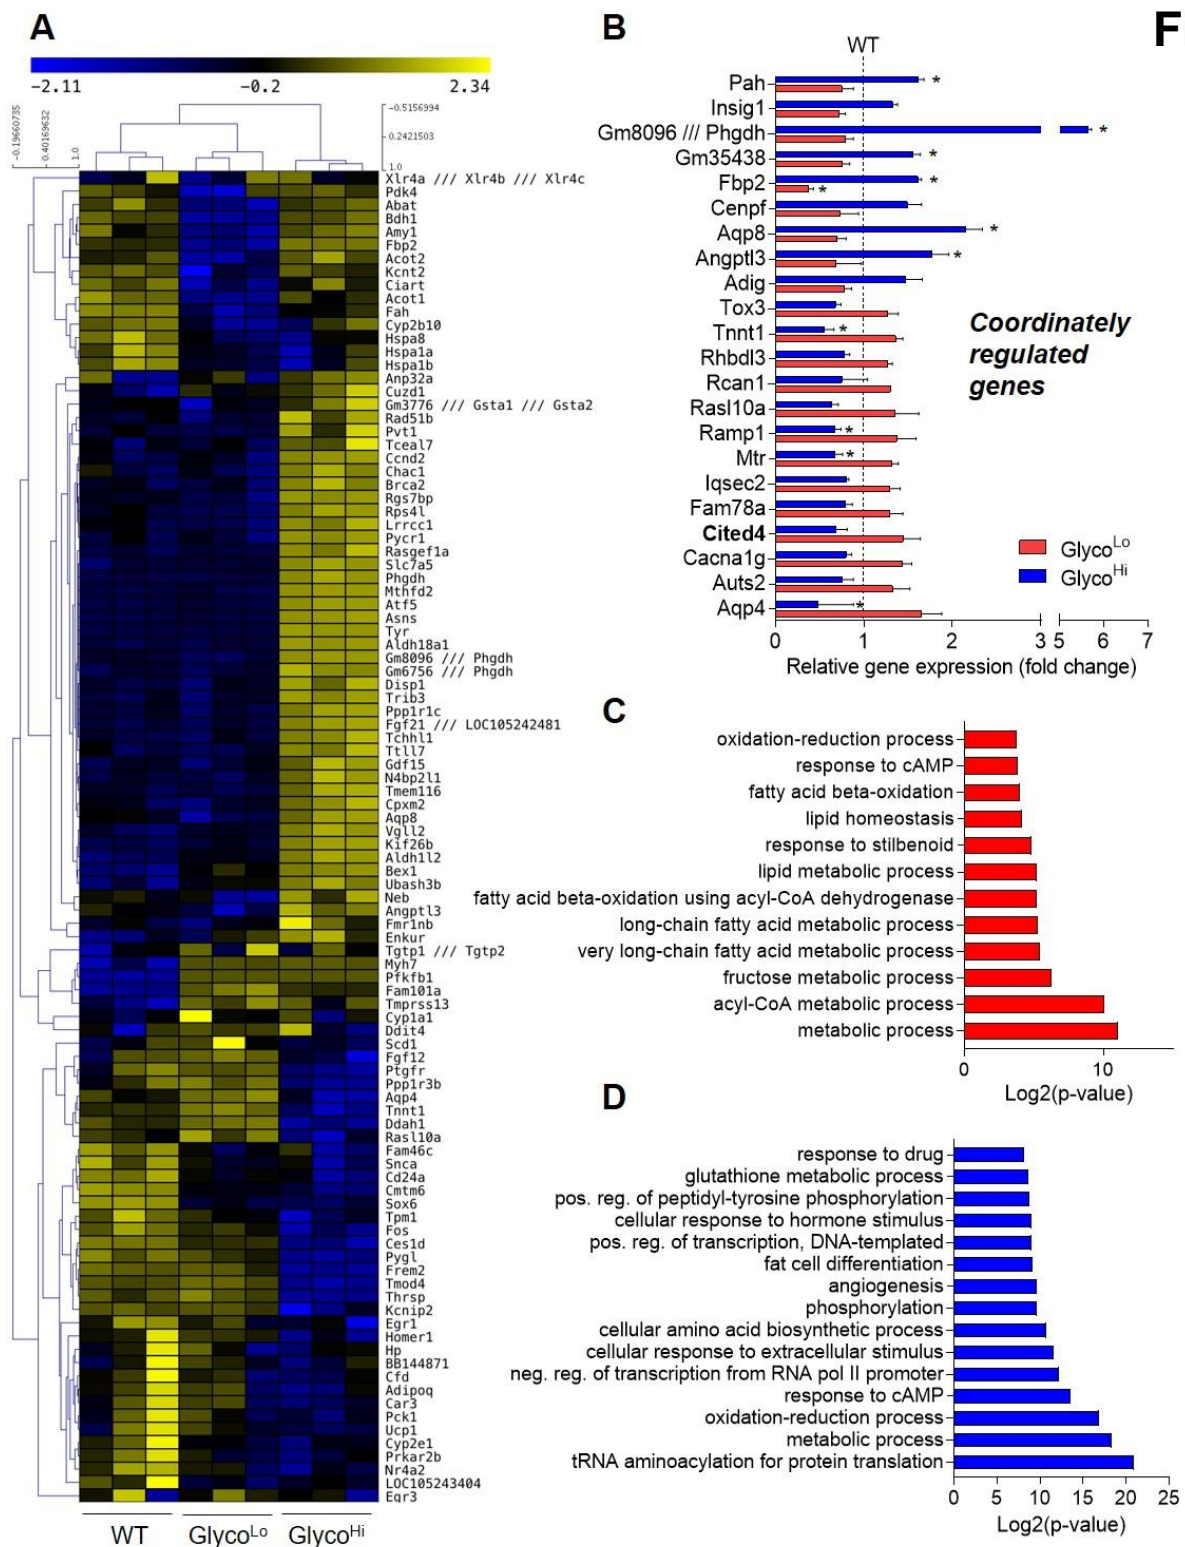 A
-2.11
-0.2
2.34
-0.19660735
0.40169632
1.0
-0.5156994
0.2421503
1.0
Xlr4a /// Xlr4b /// Xlr4c
Pdk4
Abat
Bdh1
Amy1
Fbp2
Acot2
Kcnt2
Ciart
Acot1
Fah
Cyp2b10
Hspa8
Hspa1a
Hspa1b
Anp32a
Cuzd1
Gm3776 /// Gsta1 /// Gsta2
Rad51b
Pvt1
Tceal7
Ccnd2
Chac1
Brca2
Rgs7bp
Rps4l
Lrrcc1
Pycr1
Rasgef1a
Slc7a5
Phgdh
Mthfd2
Atf5
Asns
Tyr
Aldh18a1
Gm8096 /// Phgdh
Gm6756 /// Phgdh
Disp1
Trib3
Ppp1r1c
Fgf21 /// LOC105242481
Tchhl1
Ttll7
Gdf15
N4bp2l1
Tmem116
Cpxm2
Aqp8
Vgll2
Kif26b
Aldh1l2
Bex1
Ubash3b
Neb
Angptl3
Fmr1nb
Enkur
Tgtp1 /// Tgtp2
Myh7
Pfkfb1
Fam101a
Tmprss13
Cyp1a1
Ddit4
Scd1
Fgf12
Ptgfr
Ppp1r3b
Aqp4
Tnnt1
Ddah1
Rasl10a
Fam46c
Snca
Cd24a
Cmtm6
Sox6
Tpm1
Fos
Ces1d
Pygl
Frem2
Tmod4
Thrsp
Kcnip2
Egr1
Homer1
Hp
BB144871
Cfd
Adipoq
Car3
Pck1
Ucp1
Cyp2e1
Prkar2b
Nr4a2
LOC105243404
Egr3
WT GlycoLo GlycoHi
B
F
WT
Pah *
Insig1
Gm8096 /// Phgdh *
Gm35438 *
Fbp2 * *
Cenpf
Aqp8 *
Angptl3 *
Adig
Tox3
Tnnt1 *
Rhbdl3
Rcan1
Rasl10a
Ramp1 *
Mtr *
Iqsec2
Fam78a
Cited4
Cacna1g
Auts2
Aqp4 *
Coordinately
regulated
genes
GlycoLo
GlycoHi
0 1 2 3 5 6 7
Relative gene expression (fold change)
C
oxidation-reduction process
response to cAMP
fatty acid beta-oxidation
lipid homeostasis
response to stilbenoid
lipid metabolic process
fatty acid beta-oxidation using acyl-CoA dehydrogenase
long-chain fatty acid metabolic process
very long-chain fatty acid metabolic process
fructose metabolic process
acyl-CoA metabolic process
metabolic process
0 10
Log2(p-value)
D
response to drug
glutathione metabolic process
pos. reg. of peptidyl-tyrosine phosphorylation
cellular response to hormone stimulus
pos. reg. of transcription, DNA-templated
fat cell differentiation
angiogenesis
phosphorylation
cellular amino acid biosynthetic process
cellular response to extracellular stimulus
neg. reg. of transcription from RNA pol II promoter
response to cAMP
oxidation-reduction process
metabolic process
tRNA aminoacylation for protein translation
0 5 10 15 20 25
Log2(p-value)